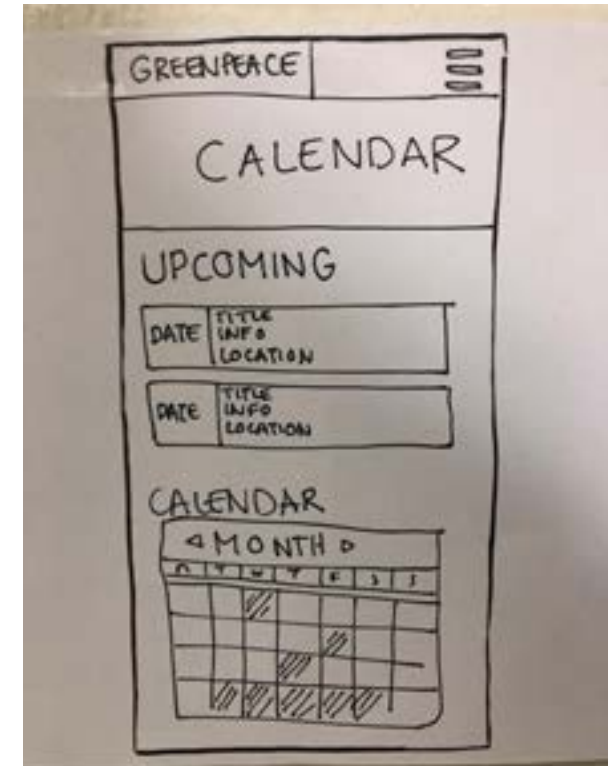 GREENPEACE
CALENDAR
UPCOMING
DATE
TITLE
INFO
LOCATION
DATE
TITLE
INFO
LOCATION
CALENDAR
MONTH
M T W T F S S